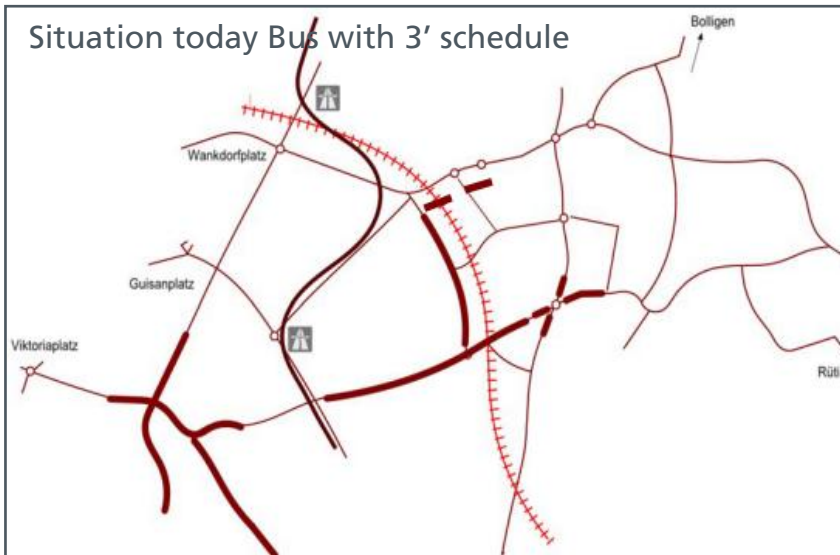 Situation today Bus with 3’ schedule
Bolligen
Wankdorfplatz
Guisanplatz
Viktoriaplatz
Rüti